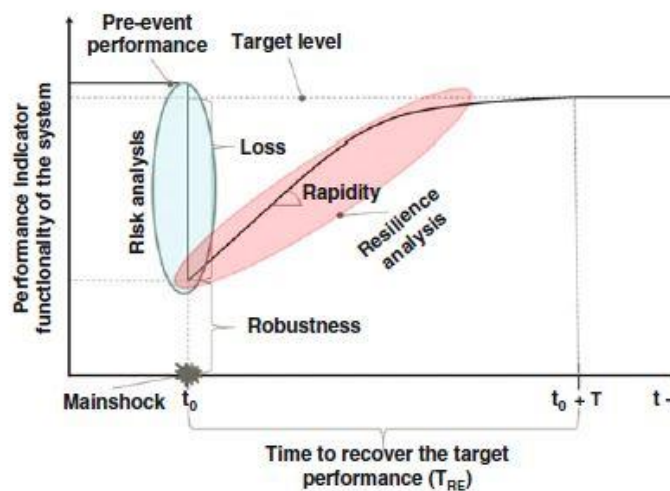 Pre-event
performance
Target level
Performance Indicator
functionality of the system
Risk analysis
Loss
Rapidity
Resilience
analysis
Robustness
Mainshock
t₀
t₀ + T
t
Time to recover the target
performance (T_RE)